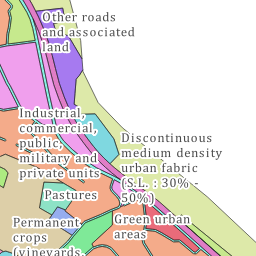 Other roads
and associated
land
Industrial,
commercial,
public,
military and
private units
Discontinuous
medium density
urban fabric
(S.L. : 30% -
50%)
Pastures
Green urban
areas
Permanent
crops
(vineyards,